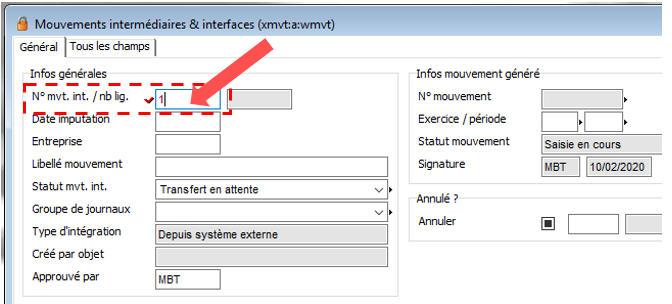 Mouvements intermédiaires & interfaces (xmvt:a:wmvt)
Général
Tous les champs
Infos générales
N° mvt. int. / nb lig.
1
Date imputation
Entreprise
Libellé mouvement
Statut mvt. int.
Transfert en attente
Groupe de journaux
Type d'intégration
Depuis système externe
Créé par objet
Approuvé par
MBT
Infos mouvement généré
N° mouvement
Exercice / période
Statut mouvement
Saisie en cours
Signature
MBT
10/02/2020
Annulé ?
Annuler